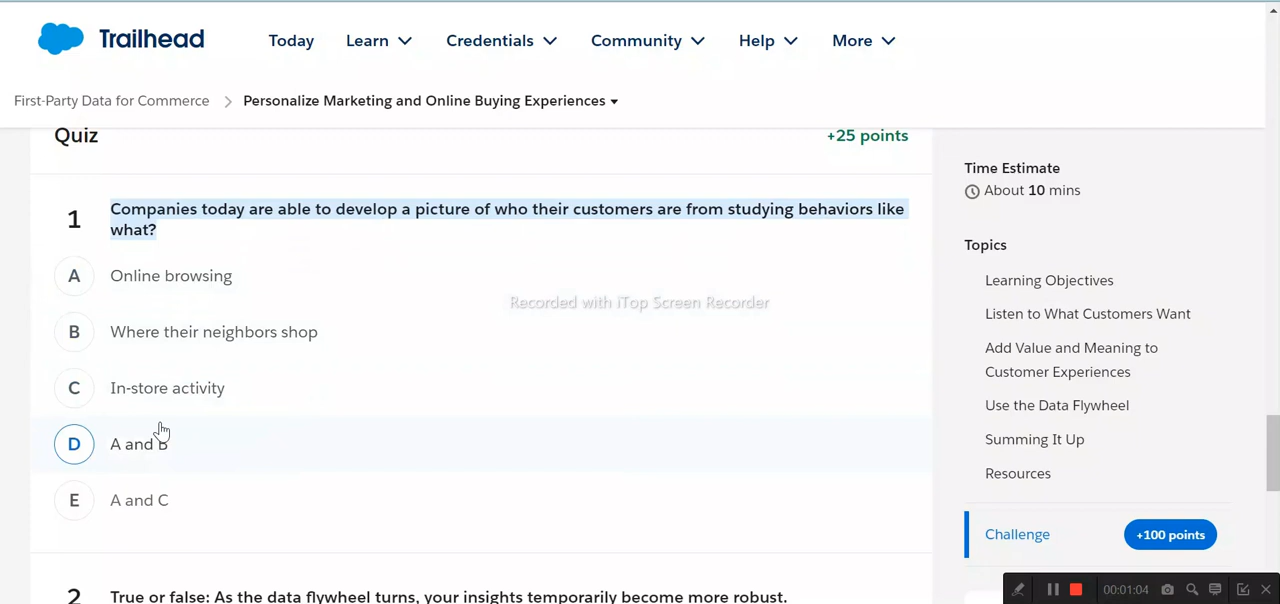 Trailhead
Today Learn Credentials Community Help More
First-Party Data for Commerce > Personalize Marketing and Online Buying Experiences
Quiz +25 points
1 Companies today are able to develop a picture of who their customers are from studying behaviors like
what?
A Online browsing
B Where their neighbors shop
C In-store activity
D A and B
E A and C
2 True or false: As the data flywheel turns, your insights temporarily become more robust.
Recorded with iTop Screen Recorder
Time Estimate
About 10 mins
Topics
Learning Objectives
Listen to What Customers Want
Add Value and Meaning to
Customer Experiences
Use the Data Flywheel
Summing It Up
Resources
Challenge +100 points
00:01:04